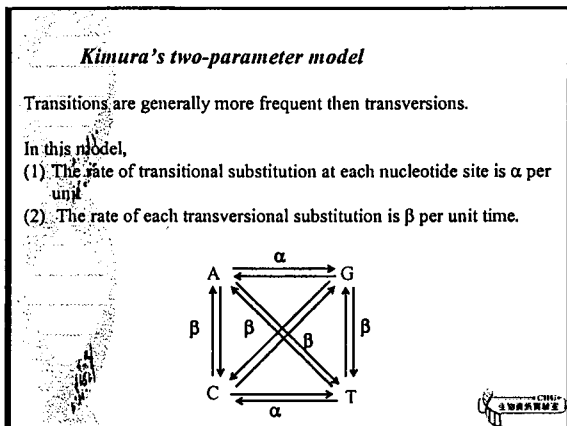 Kimura's two-parameter model
Transitions are generally more frequent then transversions.
In this model,
(1) The rate of transitional substitution at each nucleotide site is α per
unit
(2) The rate of each transversional substitution is β per unit time.
α
A G
β β β β
C T
α